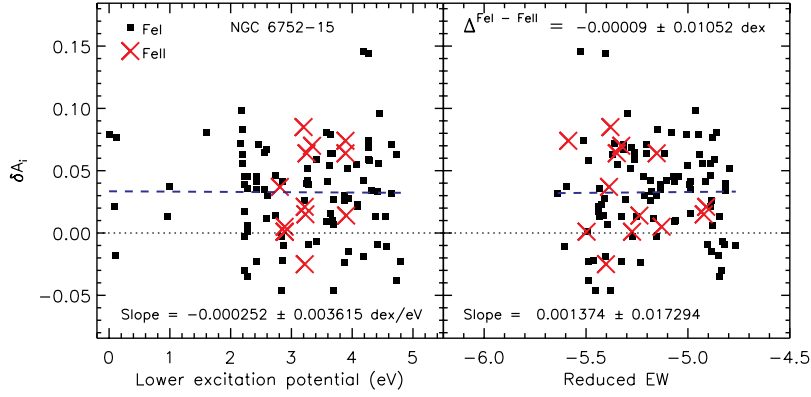 FeI
FeII
NGC 6752-15
Δ^FeI - FeII = -0.00009 ± 0.01052 dex
0.15
0.10
0.05
0.00
-0.05
δA_i
Slope = -0.000252 ± 0.003615 dex/eV
Slope = 0.001374 ± 0.017294
0 1 2 3 4 5
-6.0 -5.5 -5.0 -4.5
Lower excitation potential (eV)
Reduced EW